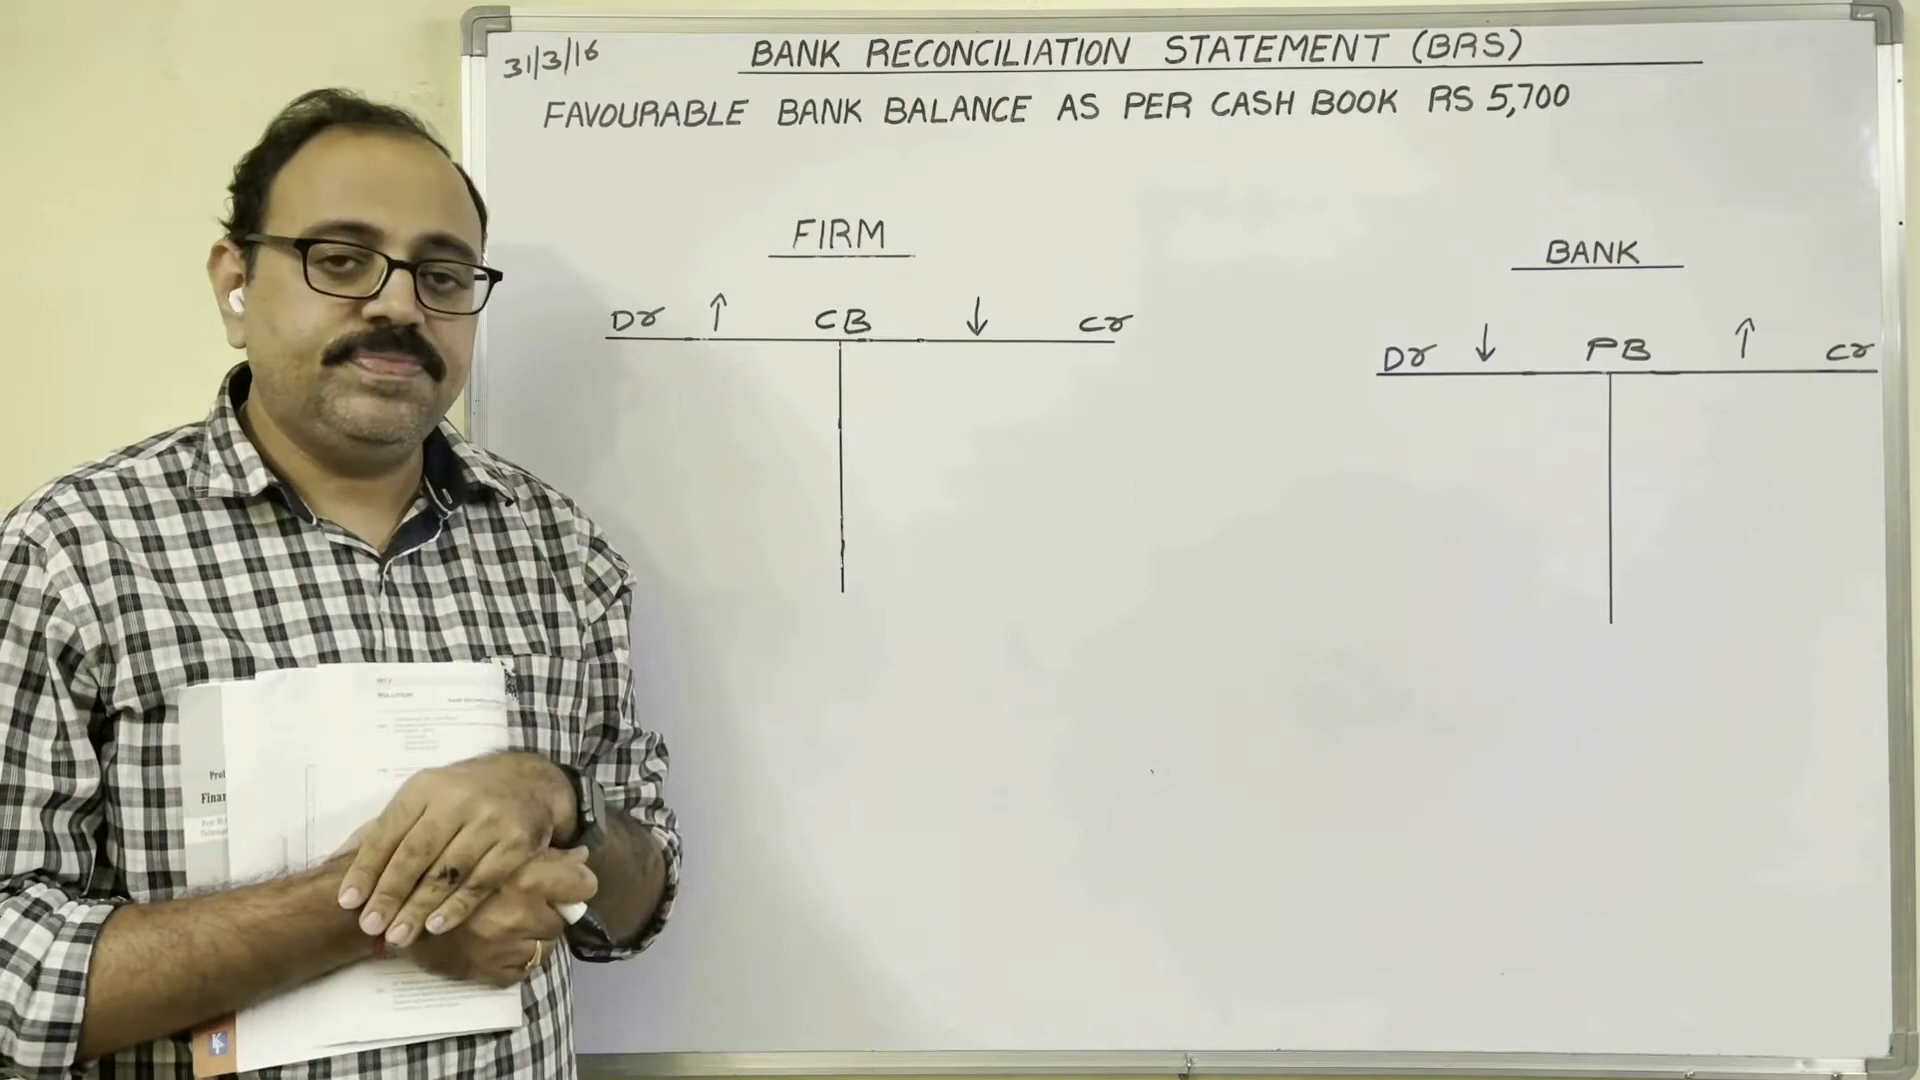 31/3/16
BANK RECONCILIATION STATEMENT (BRS)
FAVOURABLE BANK BALANCE AS PER CASH BOOK RS 5,700
FIRM
Dr ↑ CB ↓ Cr
BANK
Dr ↓ PB ↑ Cr